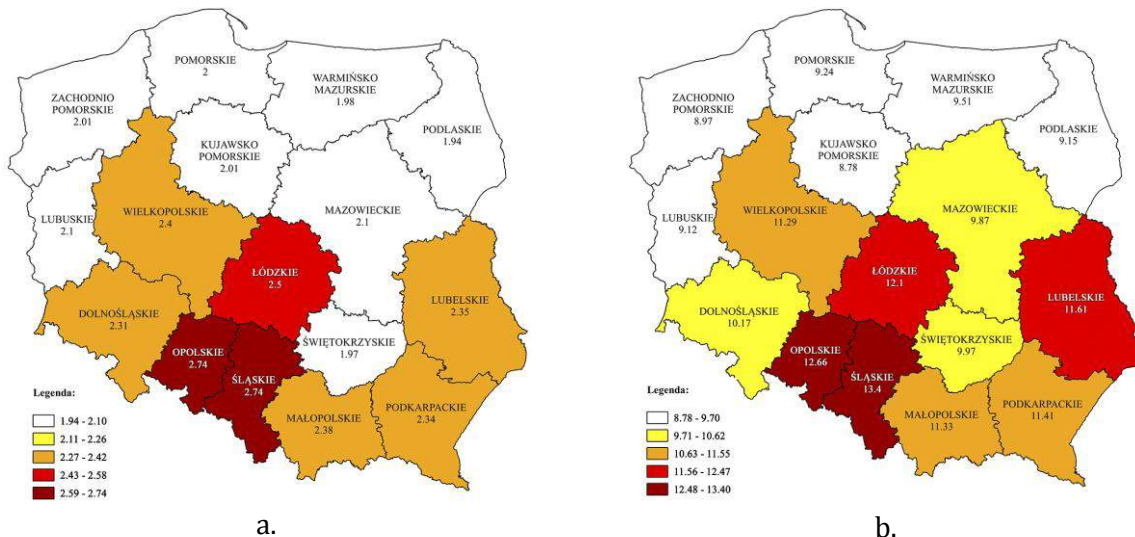 POMORSKIE
2
WARMIŃSKO
MAZURSKIE
1.98
ZACHODNIO
POMORSKIE
2.01
PODLASKIE
1.94
KUJAWSKO
POMORSKIE
2.01
LUBUSKIE
2.1
WIELKOPOLSKIE
2.4
MAZOWIECKIE
2.1
ŁÓDZKIE
2.5
LUBELSKIE
2.35
DOLNOŚLĄSKIE
2.31
OPOLSKIE
2.74
ŚLĄSKIE
2.74
ŚWIĘTOKRZYSKIE
1.97
MAŁOPOLSKIE
2.38
PODKARPACKIE
2.34
Legenda:
1.94 - 2.10
2.11 - 2.26
2.27 - 2.42
2.43 - 2.58
2.59 - 2.74
a.
POMORSKIE
9.24
WARMIŃSKO
MAZURSKIE
9.51
ZACHODNIO
POMORSKIE
8.97
PODLASKIE
9.15
KUJAWSKO
POMORSKIE
8.78
LUBUSKIE
9.12
WIELKOPOLSKIE
11.29
MAZOWIECKIE
9.87
ŁÓDZKIE
12.1
LUBELSKIE
11.61
DOLNOŚLĄSKIE
10.17
OPOLSKIE
12.66
ŚLĄSKIE
13.4
ŚWIĘTOKRZYSKIE
9.97
MAŁOPOLSKIE
11.33
PODKARPACKIE
11.41
Legenda:
8.78 - 9.70
9.71 - 10.62
10.63 - 11.55
11.56 - 12.47
12.48 - 13.40
b.